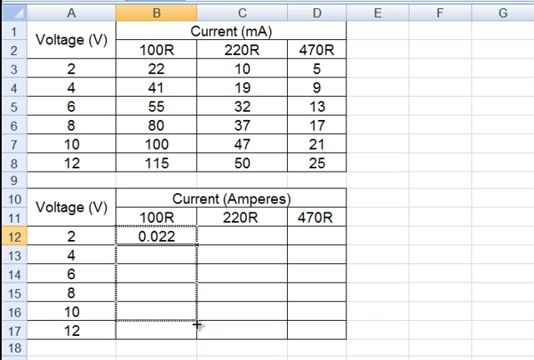 A B C D E F G
1 Voltage (V) Current (mA)
2 100R 220R 470R
3 2 22 10 5
4 4 41 19 9
5 6 55 32 13
6 8 80 37 17
7 10 100 47 21
8 12 115 50 25
9
10 Voltage (V) Current (Amperes)
11 100R 220R 470R
12 2 0.022
13 4
14 6
15 8
16 10
17 12
18